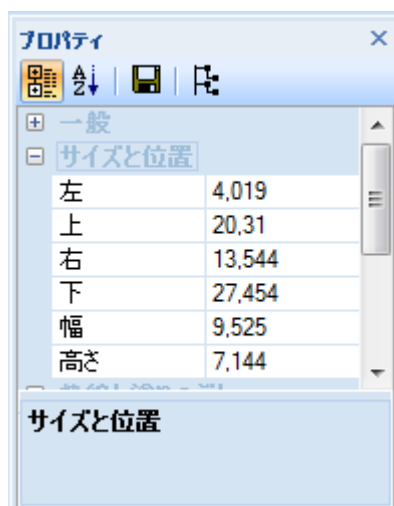 プロパティ
一般
サイズと位置
左 4,019
上 20,31
右 13,544
下 27,454
幅 9,525
高さ 7,144
サイズと位置